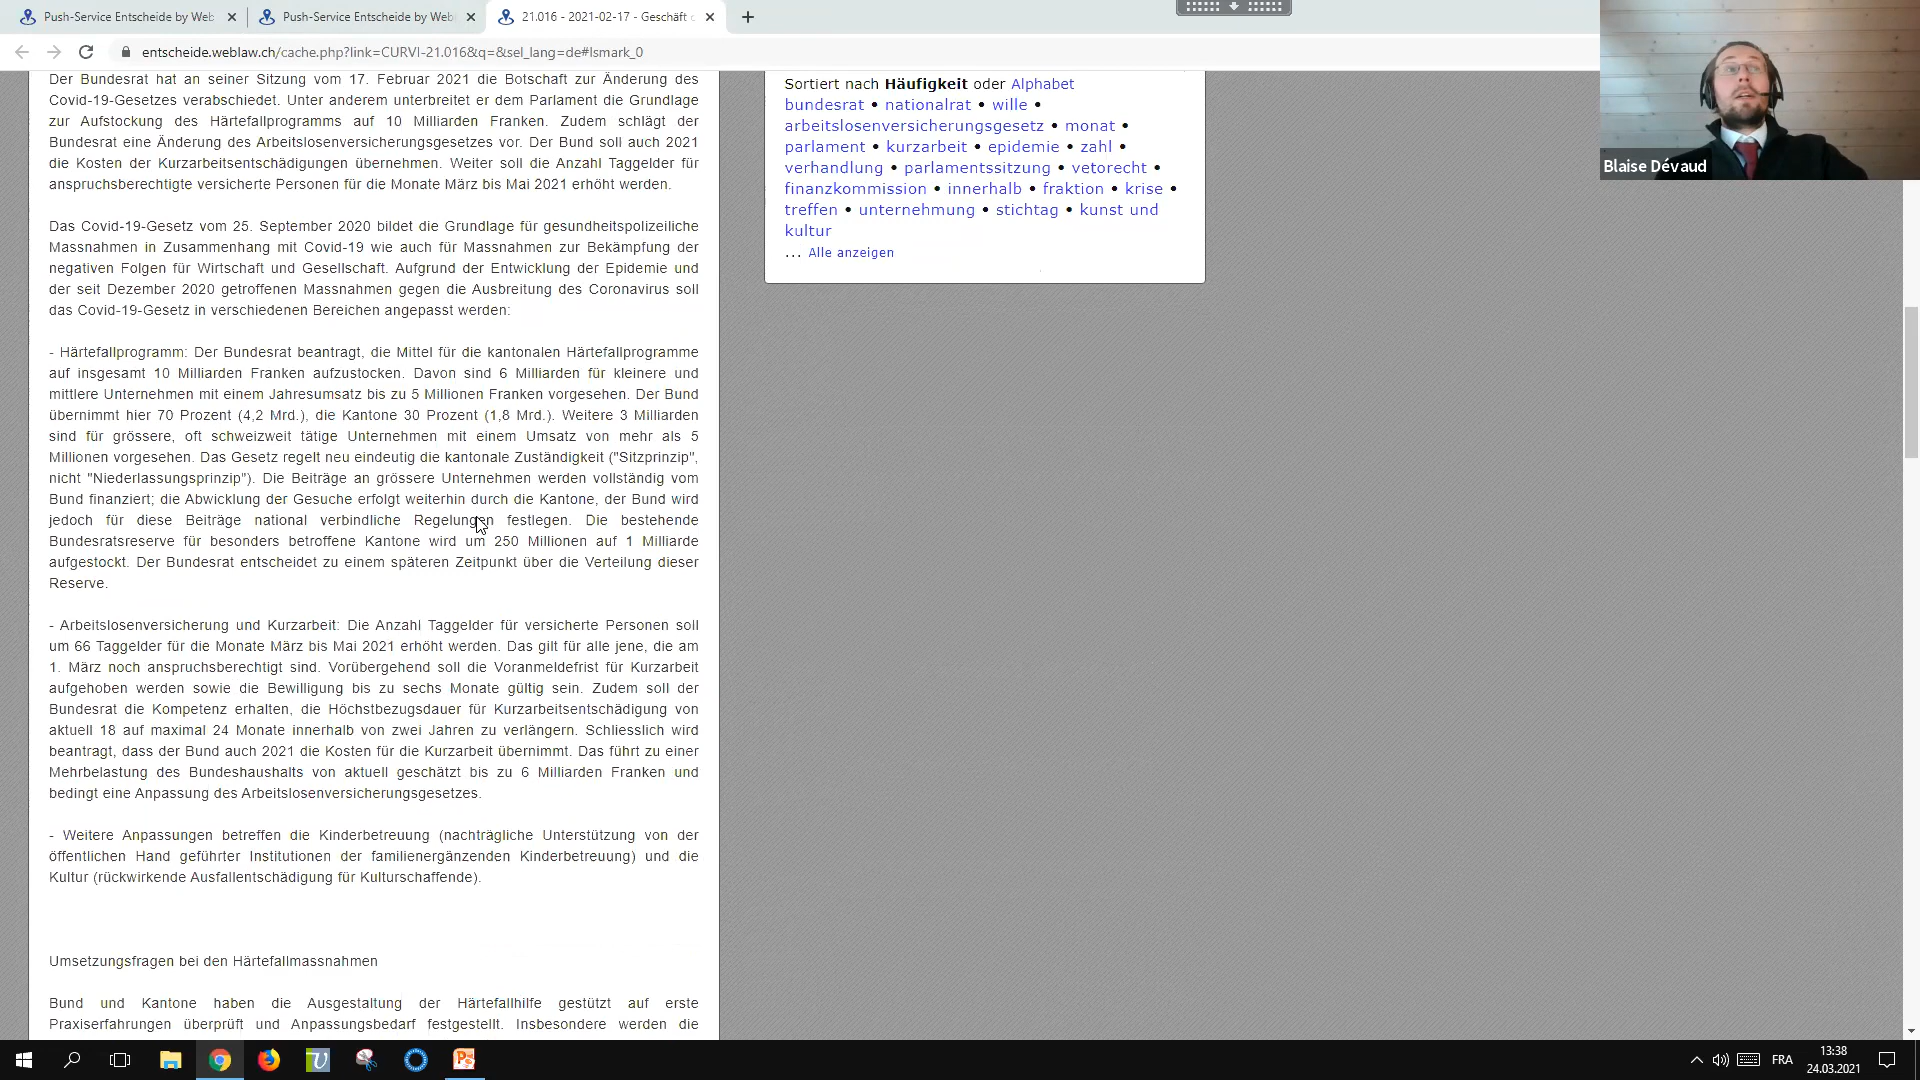 Push-Service Entscheide by Web
Push-Service Entscheide by Web
21.016 - 2021-02-17 - Geschäft
entscheide.weblaw.ch/cache.php?link=CURVI-21.016&q=&sel_lang=de#lsmark_0
Der Bundesrat hat an seiner Sitzung vom 17. Februar 2021 die Botschaft zur Änderung des
Covid-19-Gesetzes verabschiedet. Unter anderem unterbreitet er dem Parlament die Grundlage
zur Aufstockung des Härtefallprogramms auf 10 Milliarden Franken. Zudem schlägt der
Bundesrat eine Änderung des Arbeitslosenversicherungsgesetzes vor. Der Bund soll auch 2021
die Kosten der Kurzarbeitsentschädigungen übernehmen. Weiter soll die Anzahl Taggelder für
anspruchsberechtigte versicherte Personen für die Monate März bis Mai 2021 erhöht werden.
Das Covid-19-Gesetz vom 25. September 2020 bildet die Grundlage für gesundheitspolizeiliche
Massnahmen in Zusammenhang mit Covid-19 wie auch für Massnahmen zur Bekämpfung der
negativen Folgen für Wirtschaft und Gesellschaft. Aufgrund der Entwicklung der Epidemie und
der seit Dezember 2020 getroffenen Massnahmen gegen die Ausbreitung des Coronavirus soll
das Covid-19-Gesetz in verschiedenen Bereichen angepasst werden:
- Härtefallprogramm: Der Bundesrat beantragt, die Mittel für die kantonalen Härtefallprogramme
auf insgesamt 10 Milliarden Franken aufzustocken. Davon sind 6 Milliarden für kleinere und
mittlere Unternehmen mit einem Jahresumsatz bis zu 5 Millionen Franken vorgesehen. Der Bund
übernimmt hier 70 Prozent (4,2 Mrd.), die Kantone 30 Prozent (1,8 Mrd.). Weitere 3 Milliarden
sind für grössere, oft schweizweit tätige Unternehmen mit einem Umsatz von mehr als 5
Millionen vorgesehen. Das Gesetz regelt neu eindeutig die kantonale Zuständigkeit ("Sitzprinzip",
nicht "Niederlassungsprinzip"). Die Beiträge an grössere Unternehmen werden vollständig vom
Bund finanziert; die Abwicklung der Gesuche erfolgt weiterhin durch die Kantone, der Bund wird
jedoch für diese Beiträge national verbindliche Regelungen festlegen. Die bestehende
Bundesratsreserve für besonders betroffene Kantone wird um 250 Millionen auf 1 Milliarde
aufgestockt. Der Bundesrat entscheidet zu einem späteren Zeitpunkt über die Verteilung dieser
Reserve.
- Arbeitslosenversicherung und Kurzarbeit: Die Anzahl Taggelder für versicherte Personen soll
um 66 Taggelder für die Monate März bis Mai 2021 erhöht werden. Das gilt für alle jene, die am
1. März noch anspruchsberechtigt sind. Vorübergehend soll die Voranmeldefrist für Kurzarbeit
aufgehoben werden sowie die Bewilligung bis zu sechs Monate gültig sein. Zudem soll der
Bundesrat die Kompetenz erhalten, die Höchstbezugsdauer für Kurzarbeitsentschädigung von
aktuell 18 auf maximal 24 Monate innerhalb von zwei Jahren zu verlängern. Schliesslich wird
beantragt, dass der Bund auch 2021 die Kosten für die Kurzarbeit übernimmt. Das führt zu einer
Mehrbelastung des Bundeshaushalts von aktuell geschätzt bis zu 6 Milliarden Franken und
bedingt eine Anpassung des Arbeitslosenversicherungsgesetzes.
- Weitere Anpassungen betreffen die Kinderbetreuung (nachträgliche Unterstützung von der
öffentlichen Hand geführter Institutionen der familienergänzenden Kinderbetreuung) und die
Kultur (rückwirkende Ausfallentschädigung für Kulturschaffende).
Umsetzungsfragen bei den Härtefallmassnahmen
Bund und Kantone haben die Ausgestaltung der Härtefallhilfe gestützt auf erste
Praxiserfahrungen überprüft und Anpassungsbedarf festgestellt. Insbesondere werden die
Sortiert nach Häufigkeit oder Alphabet
bundesrat • nationalrat • wille •
arbeitslosenversicherungsgesetz • monat •
parlament • kurzarbeit • epidemie • zahl •
verhandlung • parlamentssitzung • vetorecht •
finanzkommission • innerhalb • fraktion • krise •
treffen • unternehmung • stichtag • kunst und
kultur
... Alle anzeigen
Blaise Dévaud
FRA
13:38
24.03.2021